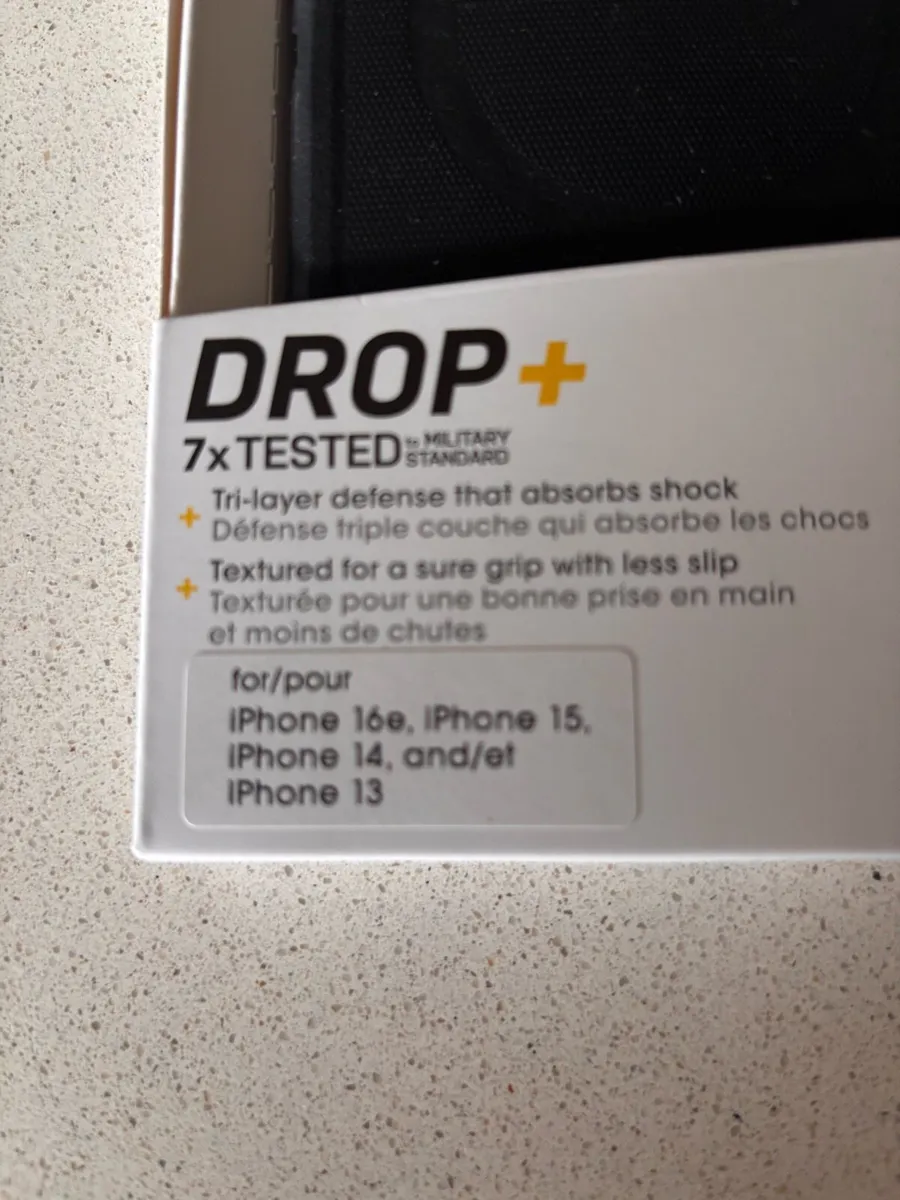 DROP+
7x TESTED to MILITARY STANDARD
+ Tri-layer defense that absorbs shock
Défense triple couche qui absorbe les chocs
+ Textured for a sure grip with less slip
Texturée pour une bonne prise en main
et moins de chutes
for/pour
iPhone 16e, iPhone 15,
iPhone 14, and/et
iPhone 13